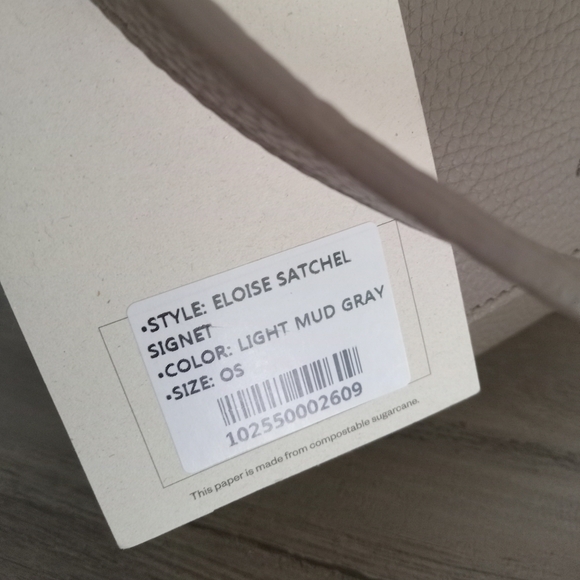 •STYLE: ELOISE SATCHEL
SIGNET
•COLOR: LIGHT MUD GRAY
•SIZE: OS
102550002609
This paper is made from compostable sugarcane.